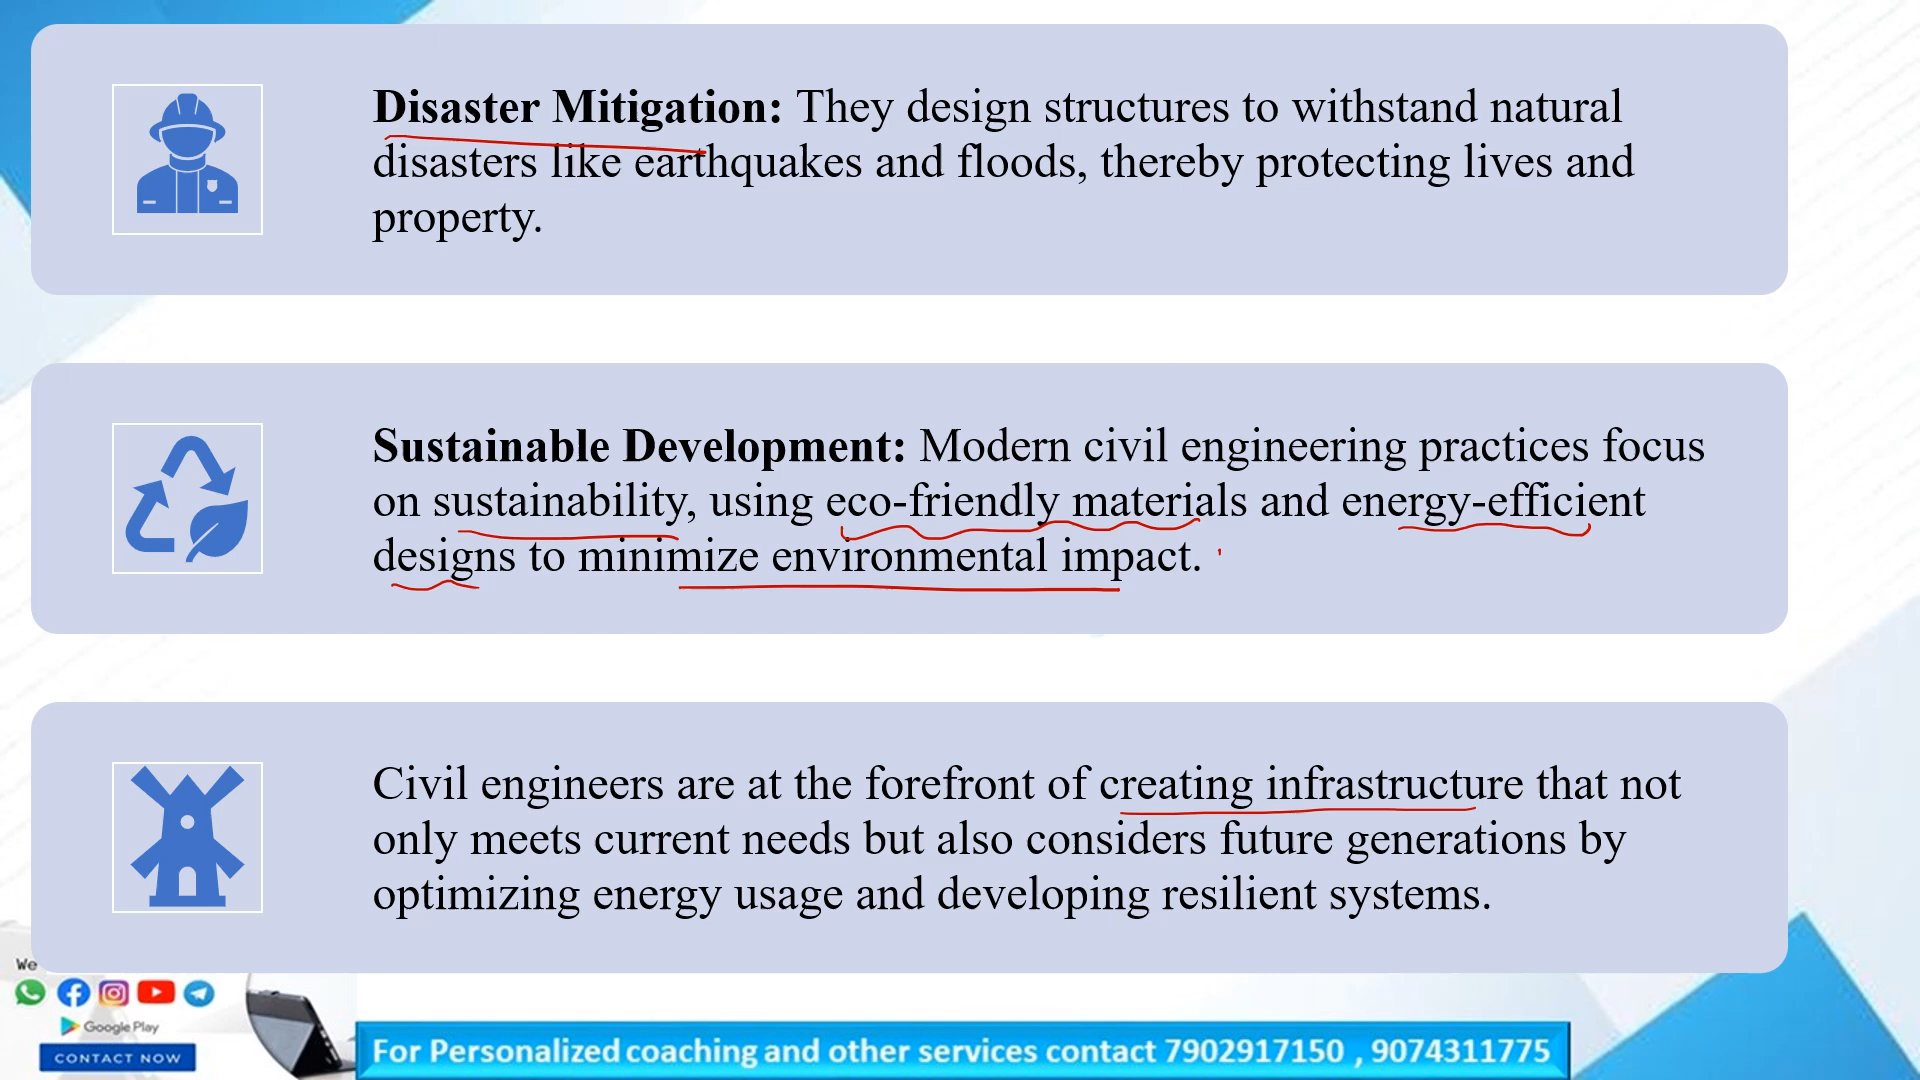 Disaster Mitigation: They design structures to withstand natural
disasters like earthquakes and floods, thereby protecting lives and
property.
Sustainable Development: Modern civil engineering practices focus
on sustainability, using eco-friendly materials and energy-efficient
designs to minimize environmental impact.
Civil engineers are at the forefront of creating infrastructure that not
only meets current needs but also considers future generations by
optimizing energy usage and developing resilient systems.
We
Google Play
CONTACT NOW
For Personalized coaching and other services contact 7902917150 , 9074311775